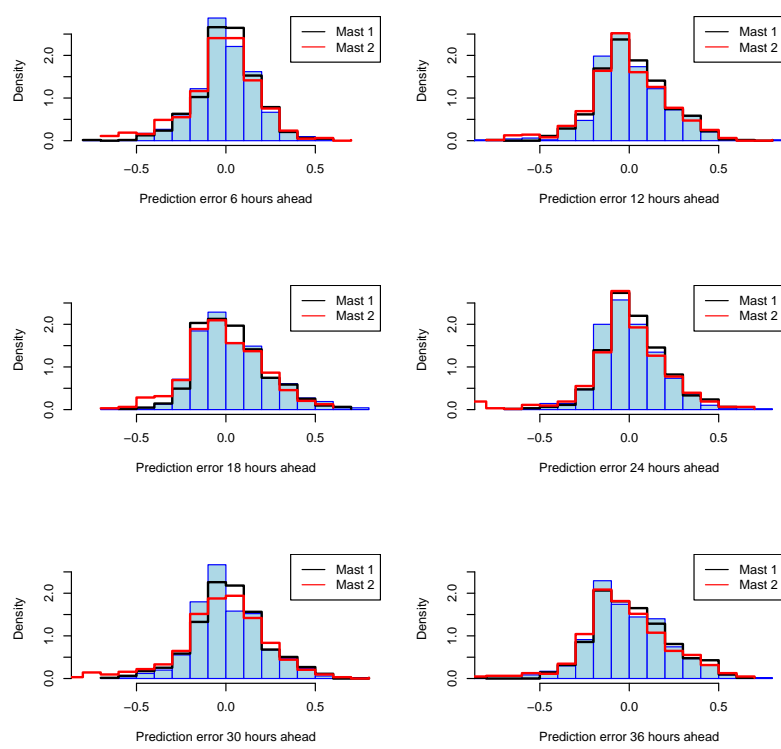 Mast 1
Mast 2
Density
0.0
1.0
2.0
−0.5
0.0
0.5
Prediction error 6 hours ahead
Mast 1
Mast 2
Density
0.0
1.0
2.0
−0.5
0.0
0.5
Prediction error 12 hours ahead
Mast 1
Mast 2
Density
0.0
1.0
2.0
−0.5
0.0
0.5
Prediction error 18 hours ahead
Mast 1
Mast 2
Density
0.0
1.0
2.0
−0.5
0.0
0.5
Prediction error 24 hours ahead
Mast 1
Mast 2
Density
0.0
1.0
2.0
−0.5
0.0
0.5
Prediction error 30 hours ahead
Mast 1
Mast 2
Density
0.0
1.0
2.0
−0.5
0.0
0.5
Prediction error 36 hours ahead